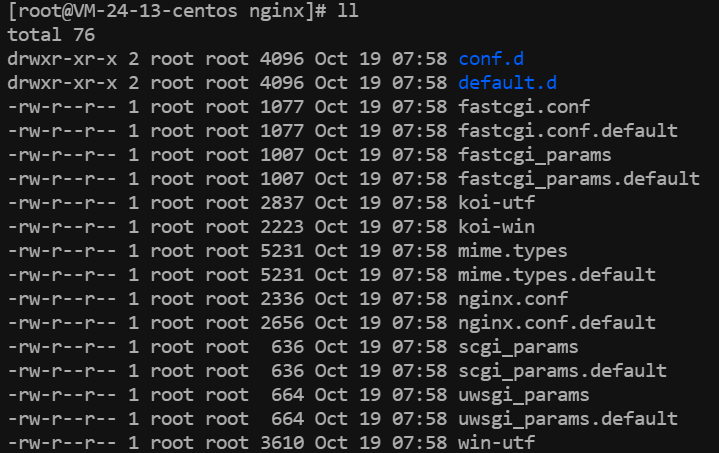 [root@VM-24-13-centos nginx]# ll
total 76
drwxr-xr-x 2 root root 4096 Oct 19 07:58 conf.d
drwxr-xr-x 2 root root 4096 Oct 19 07:58 default.d
-rw-r--r-- 1 root root 1077 Oct 19 07:58 fastcgi.conf
-rw-r--r-- 1 root root 1077 Oct 19 07:58 fastcgi.conf.default
-rw-r--r-- 1 root root 1007 Oct 19 07:58 fastcgi_params
-rw-r--r-- 1 root root 1007 Oct 19 07:58 fastcgi_params.default
-rw-r--r-- 1 root root 2837 Oct 19 07:58 koi-utf
-rw-r--r-- 1 root root 2223 Oct 19 07:58 koi-win
-rw-r--r-- 1 root root 5231 Oct 19 07:58 mime.types
-rw-r--r-- 1 root root 5231 Oct 19 07:58 mime.types.default
-rw-r--r-- 1 root root 2336 Oct 19 07:58 nginx.conf
-rw-r--r-- 1 root root 2656 Oct 19 07:58 nginx.conf.default
-rw-r--r-- 1 root root  636 Oct 19 07:58 scgi_params
-rw-r--r-- 1 root root  636 Oct 19 07:58 scgi_params.default
-rw-r--r-- 1 root root  664 Oct 19 07:58 uwsgi_params
-rw-r--r-- 1 root root  664 Oct 19 07:58 uwsgi_params.default
-rw-r--r-- 1 root root 3610 Oct 19 07:58 win-utf